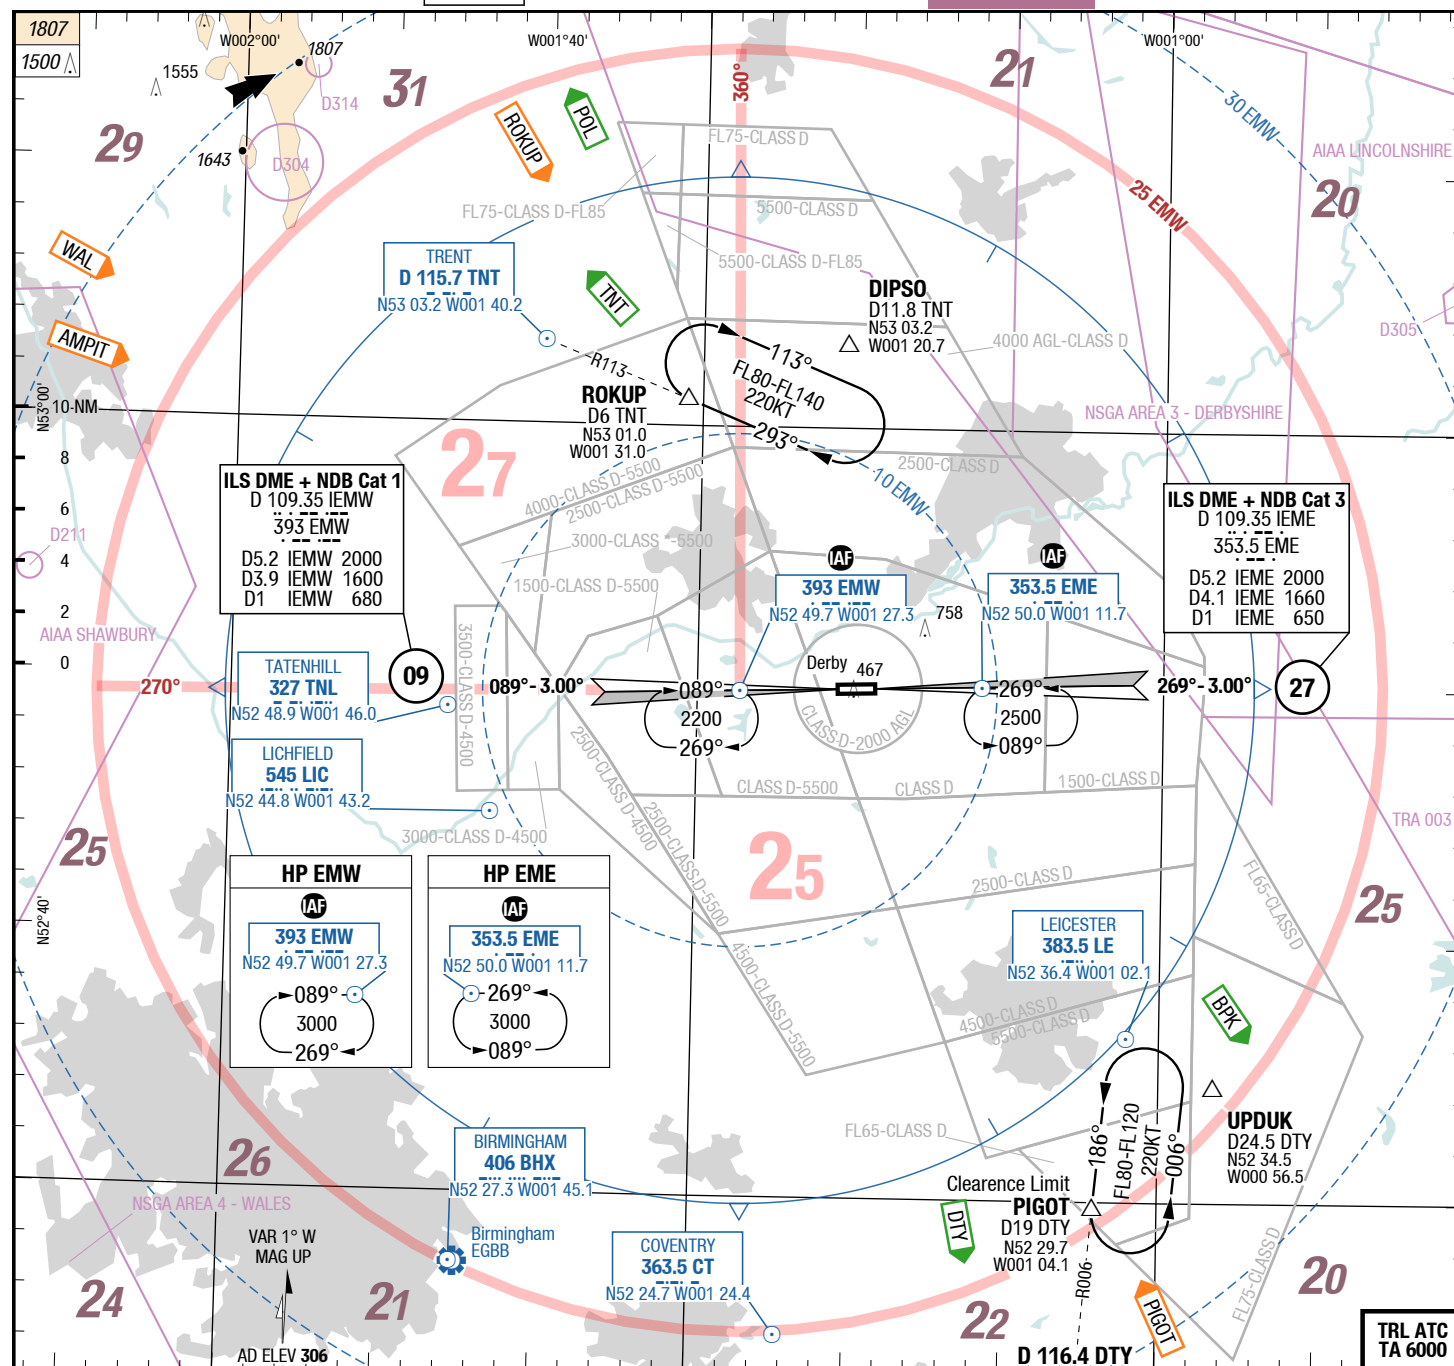 1807
1500
W002°00'
W001°40'
W001°00'
1807
1555
D314
31
21
29
1643
D304
ROKUP
POL
360°
FL75-CLASS D
30 EMW
AIAA LINCOLNSHIRE
25 EMW
20
FL75-CLASS D-FL85
5500-CLASS D
5500-CLASS D-FL85
WAL
AMPIT
TRENT
D 115.7 TNT
N53 03.2 W001 40.2
TNT
DIPSO
D11.8 TNT
N53 03.2
W001 20.7
4000 AGL-CLASS D
D305
R113
113°
FL80-FL140
220KT
293°
ROKUP
D6 TNT
N53 01.0
W001 31.0
N53°00'
10-NM
8
6
4
2
0
NSGA AREA 3 - DERBYSHIRE
27
2500-CLASS D
10 EMW
4000-CLASS D-5500
2500-CLASS D-5500
3000-CLASS *-5500
1500-CLASS D-5500
ILS DME + NDB Cat 1
D 109.35 IEMW
393 EMW
D5.2 IEMW 2000
D3.9 IEMW 1600
D1 IEMW 680
ILS DME + NDB Cat 3
D 109.35 IEME
353.5 EME
D5.2 IEME 2000
D4.1 IEME 1660
D1 IEME 650
D211
AIAA SHAWBURY
IAF
393 EMW
N52 49.7 W001 27.3
IAF
353.5 EME
N52 50.0 W001 11.7
758
3500-CLASS D-4500
TATENHILL
327 TNL
N52 48.9 W001 46.0
09
270°
089° - 3.00°
089°
2200
269°
Derby
467
CLASS-D-2000 AGL
269°
2500
089°
269° - 3.00°
27
LICHFIELD
545 LIC
N52 44.8 W001 43.2
2500-CLASS D-4500
2500-CLASS D-5500
3000-CLASS D-4500
CLASS D-5500
CLASS D
1500-CLASS D
TRA 003
25
25
2500-CLASS D
FL65-CLASS D
25
N52°40'
HP EMW
IAF
393 EMW
N52 49.7 W001 27.3
089°
3000
269°
HP EME
IAF
353.5 EME
N52 50.0 W001 11.7
269°
3000
089°
LEICESTER
383.5 LE
N52 36.4 W001 02.1
4500-CLASS D-5500
4500-CLASS D
5500-CLASS D
BPK
FL65-CLASS D
186°
FL80-FL120
220KT
006°
UPDUK
D24.5 DTY
N52 34.5
W000 56.5
26
NSGA AREA 4 - WALES
BIRMINGHAM
406 BHX
N52 27.3 W001 45.1
Clearance Limit
PIGOT
D19 DTY
N52 29.7
W001 04.1
DTY
VAR 1° W
MAG UP
Birmingham
EGBB
COVENTRY
363.5 CT
N52 24.7 W001 24.4
R006
PIGOT
FL75-CLASS D
24
21
22
20
AD ELEV 306
D 116.4 DTY
TRL ATC
TA 6000